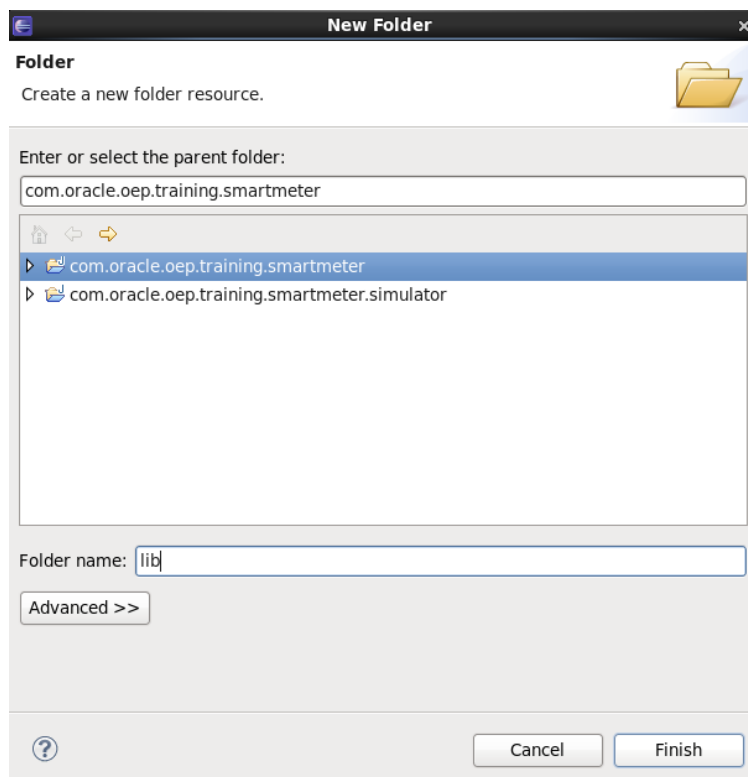 New Folder
Folder
Create a new folder resource.
Enter or select the parent folder:
com.oracle.oep.training.smartmeter
com.oracle.oep.training.smartmeter
com.oracle.oep.training.smartmeter.simulator
Folder name: lib
Advanced >>
Cancel Finish